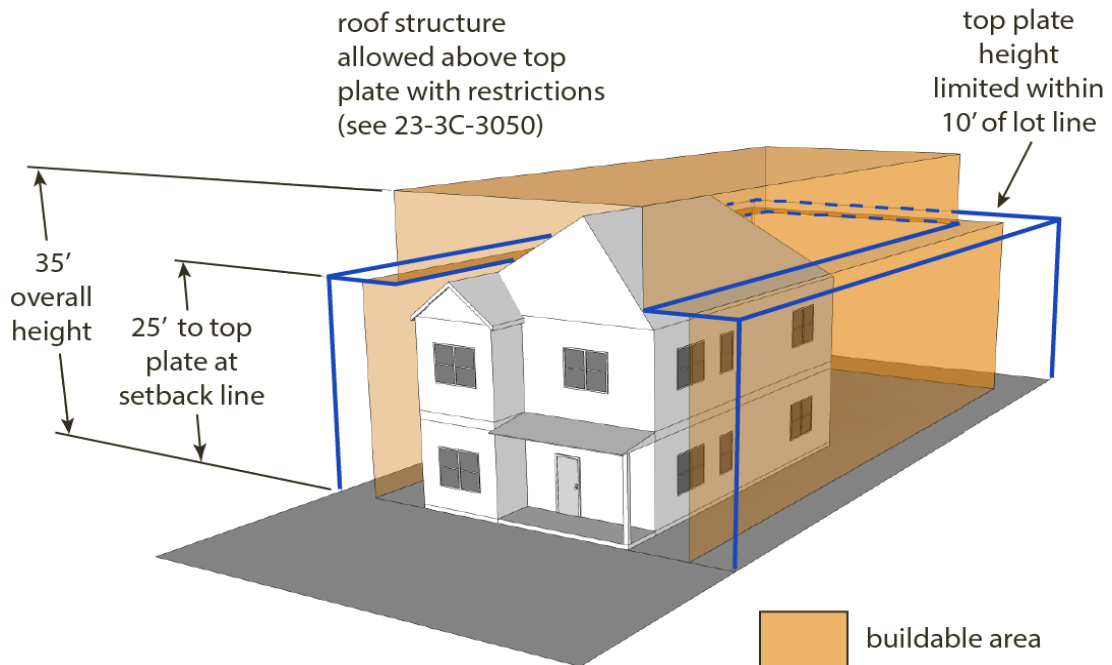 roof structure
allowed above top
plate with restrictions
(see 23-3C-3050)
top plate
height
limited within
10’ of lot line
35’
overall
height
25’ to top
plate at
setback line
buildable area